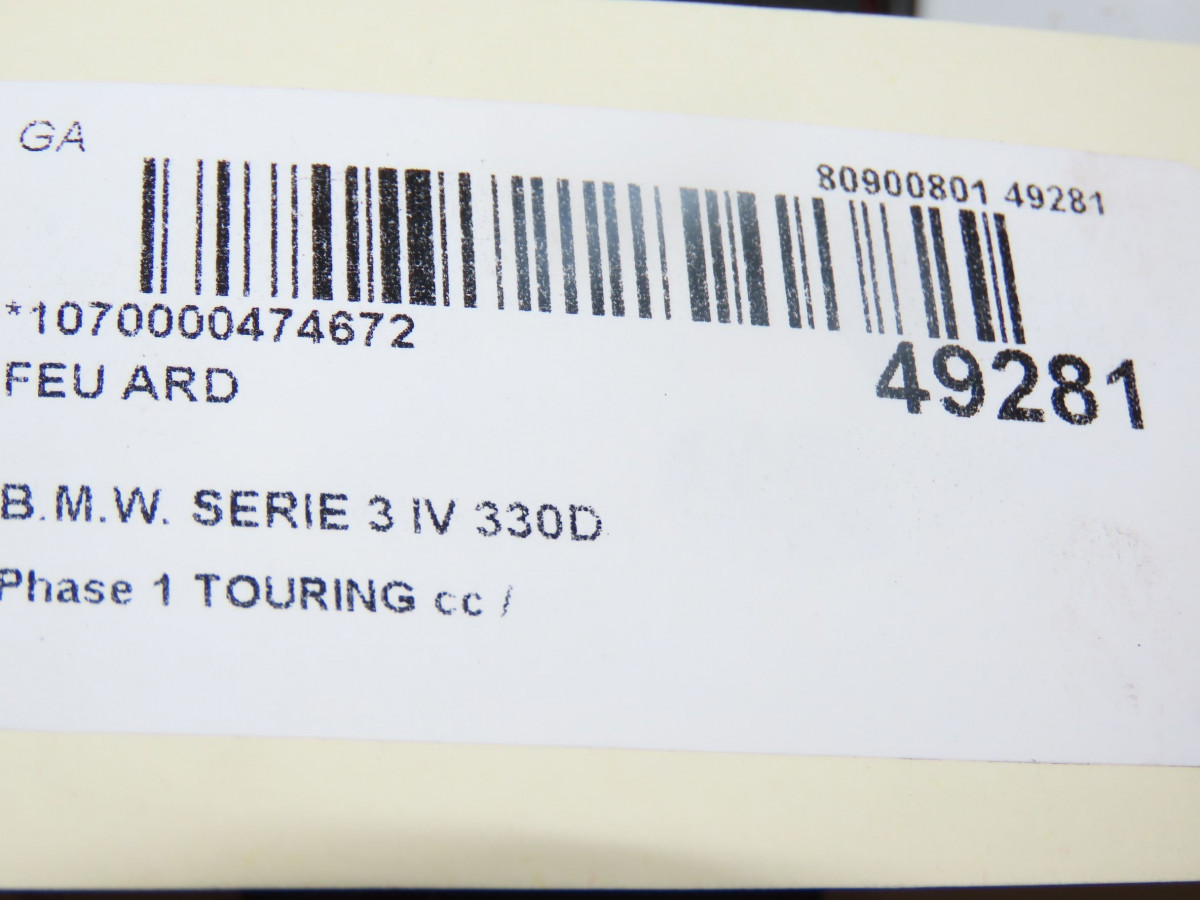 GA
80900801 49281
*1070000474672
49281
FEU ARD
B.M.W. SERIE 3 IV 330D
Phase 1 TOURING cc /